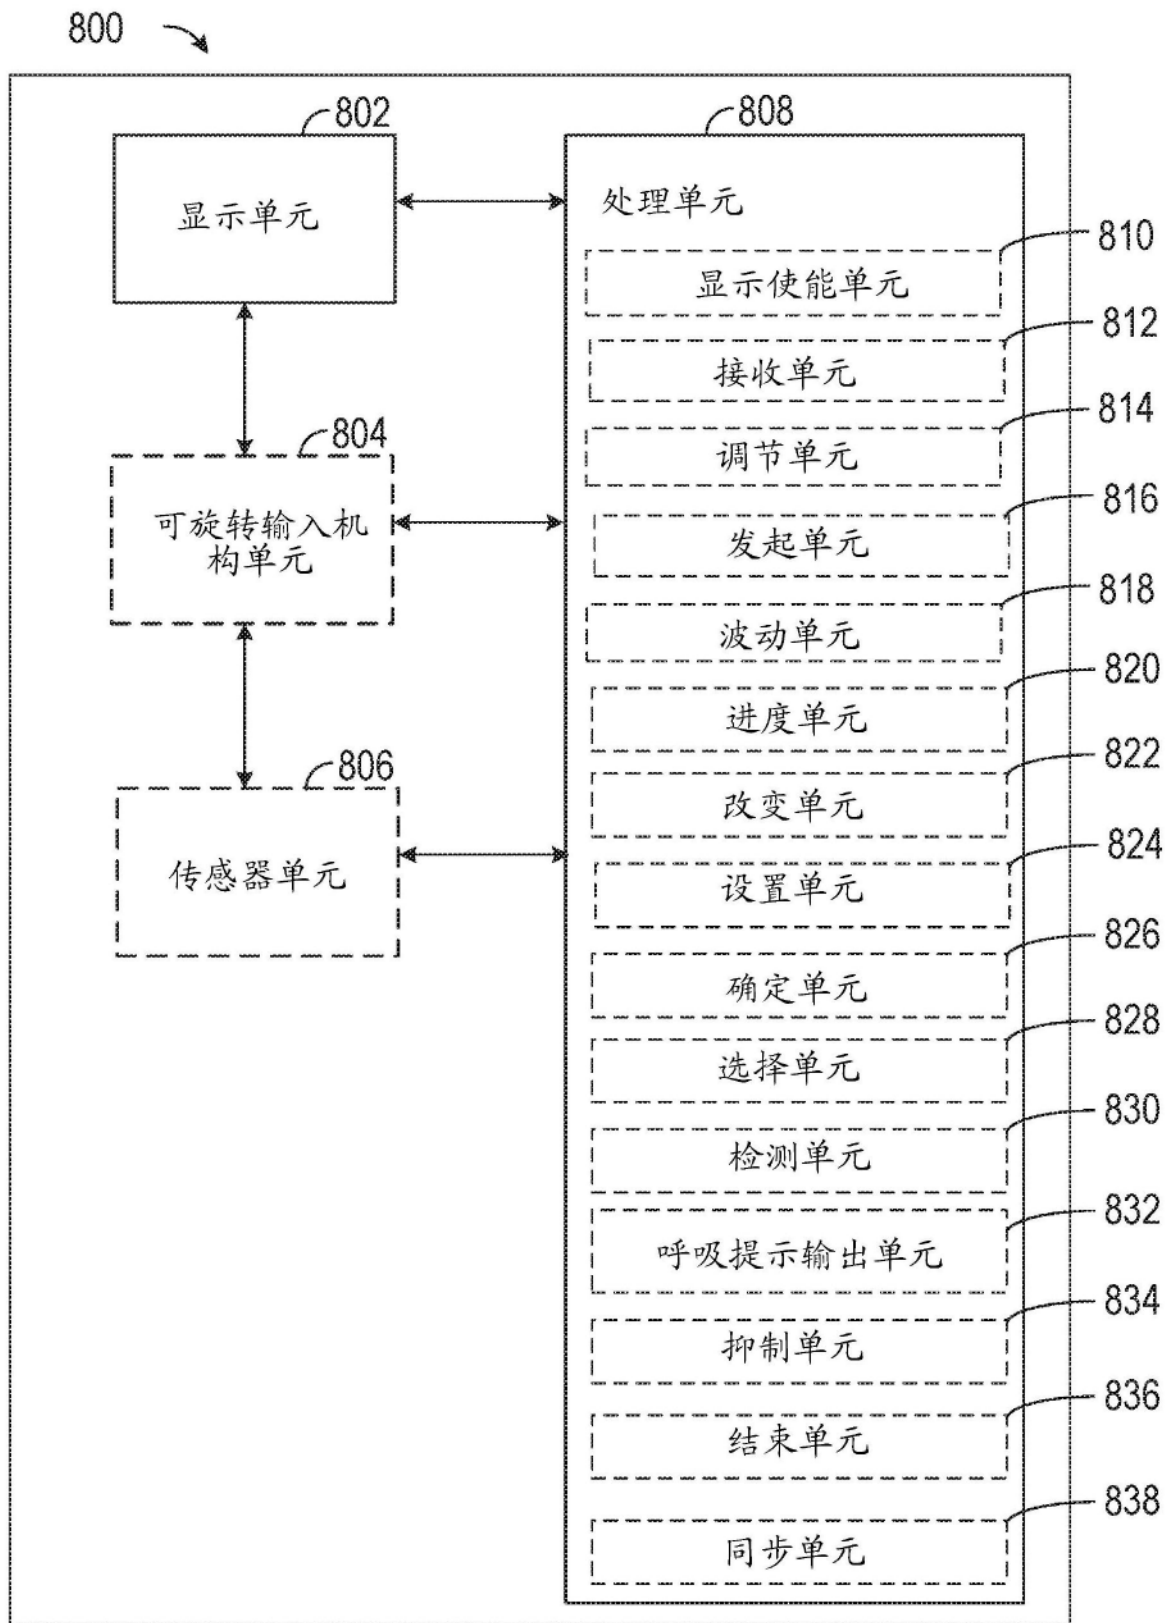 800
802
显示单元
804
可旋转输入机
构单元
806
传感器单元
808
处理单元
810
显示使能单元
812
接收单元
814
调节单元
816
发起单元
818
波动单元
820
进度单元
822
改变单元
824
设置单元
826
确定单元
828
选择单元
830
检测单元
832
呼吸提示输出单元
834
抑制单元
836
结束单元
838
同步单元